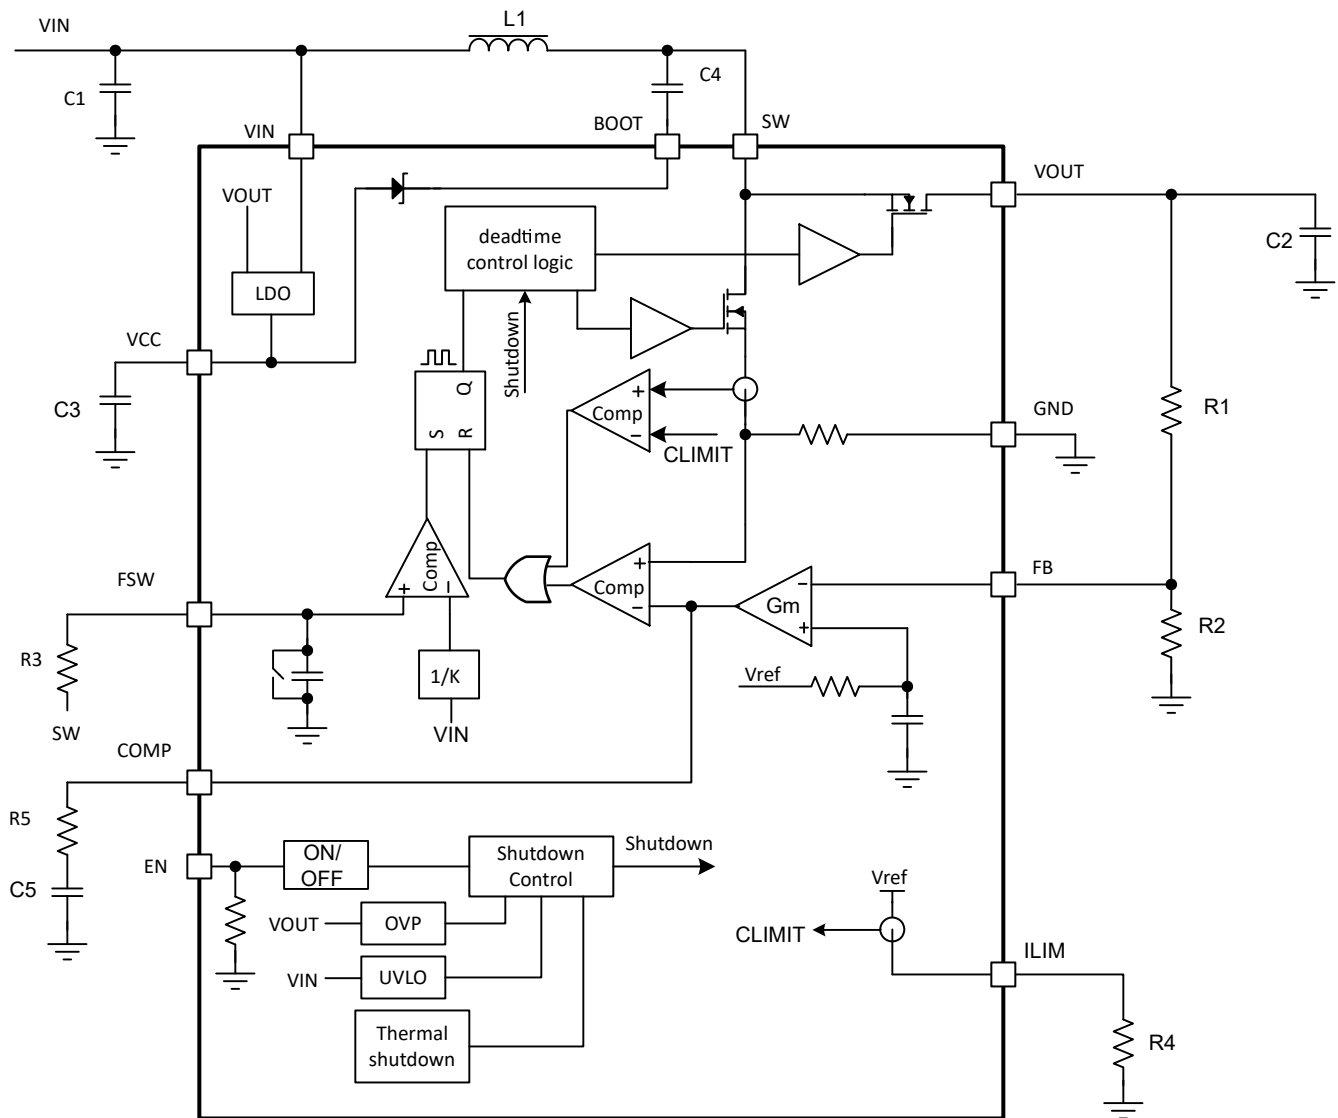 VIN
L1
C1
C4
VIN
BOOT
SW
VOUT
VOUT
C2
deadtime
control logic
LDO
VCC
Shutdown
C3
Q
S
R
+
Comp
−
CLIMIT
GND
R1
FSW
Comp
+
−
+
Comp
−
Gm
−
+
FB
R2
R3
SW
1/K
VIN
Vref
COMP
R5
C5
EN
ON/
OFF
Shutdown
Control
Shutdown
VOUT
OVP
VIN
UVLO
Thermal
shutdown
Vref
CLIMIT
ILIM
R4